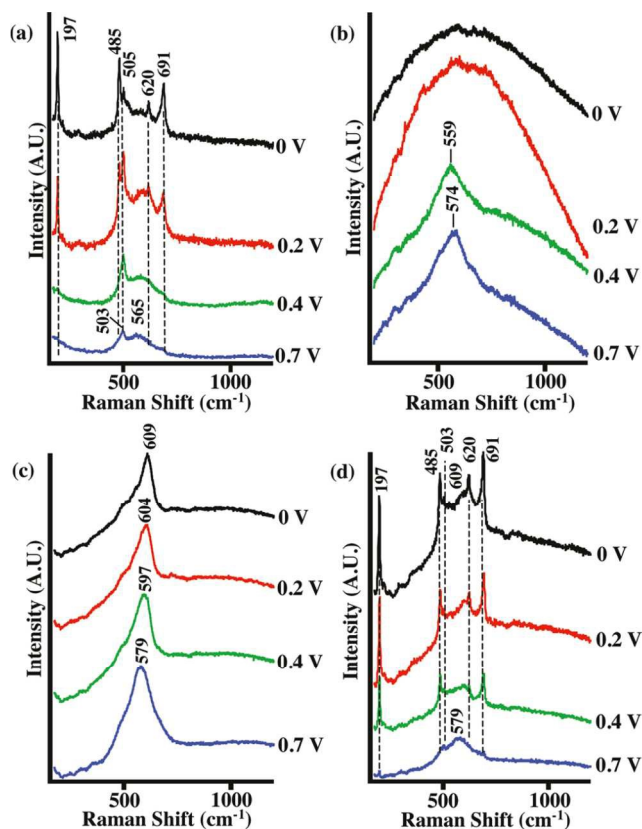 (a)
197
485
505
620
691
0 V
0.2 V
0.4 V
503
565
0.7 V
Intensity (A.U.)
500
1000
Raman Shift (cm⁻¹)
(b)
0 V
559
574
0.2 V
0.4 V
0.7 V
Intensity (A.U.)
500
1000
Raman Shift (cm⁻¹)
(c)
609
0 V
604
0.2 V
597
0.4 V
579
0.7 V
Intensity (A.U.)
500
1000
Raman Shift (cm⁻¹)
(d)
197
485
503
609
620
691
0 V
0.2 V
0.4 V
579
0.7 V
Intensity (A.U.)
500
1000
Raman Shift (cm⁻¹)